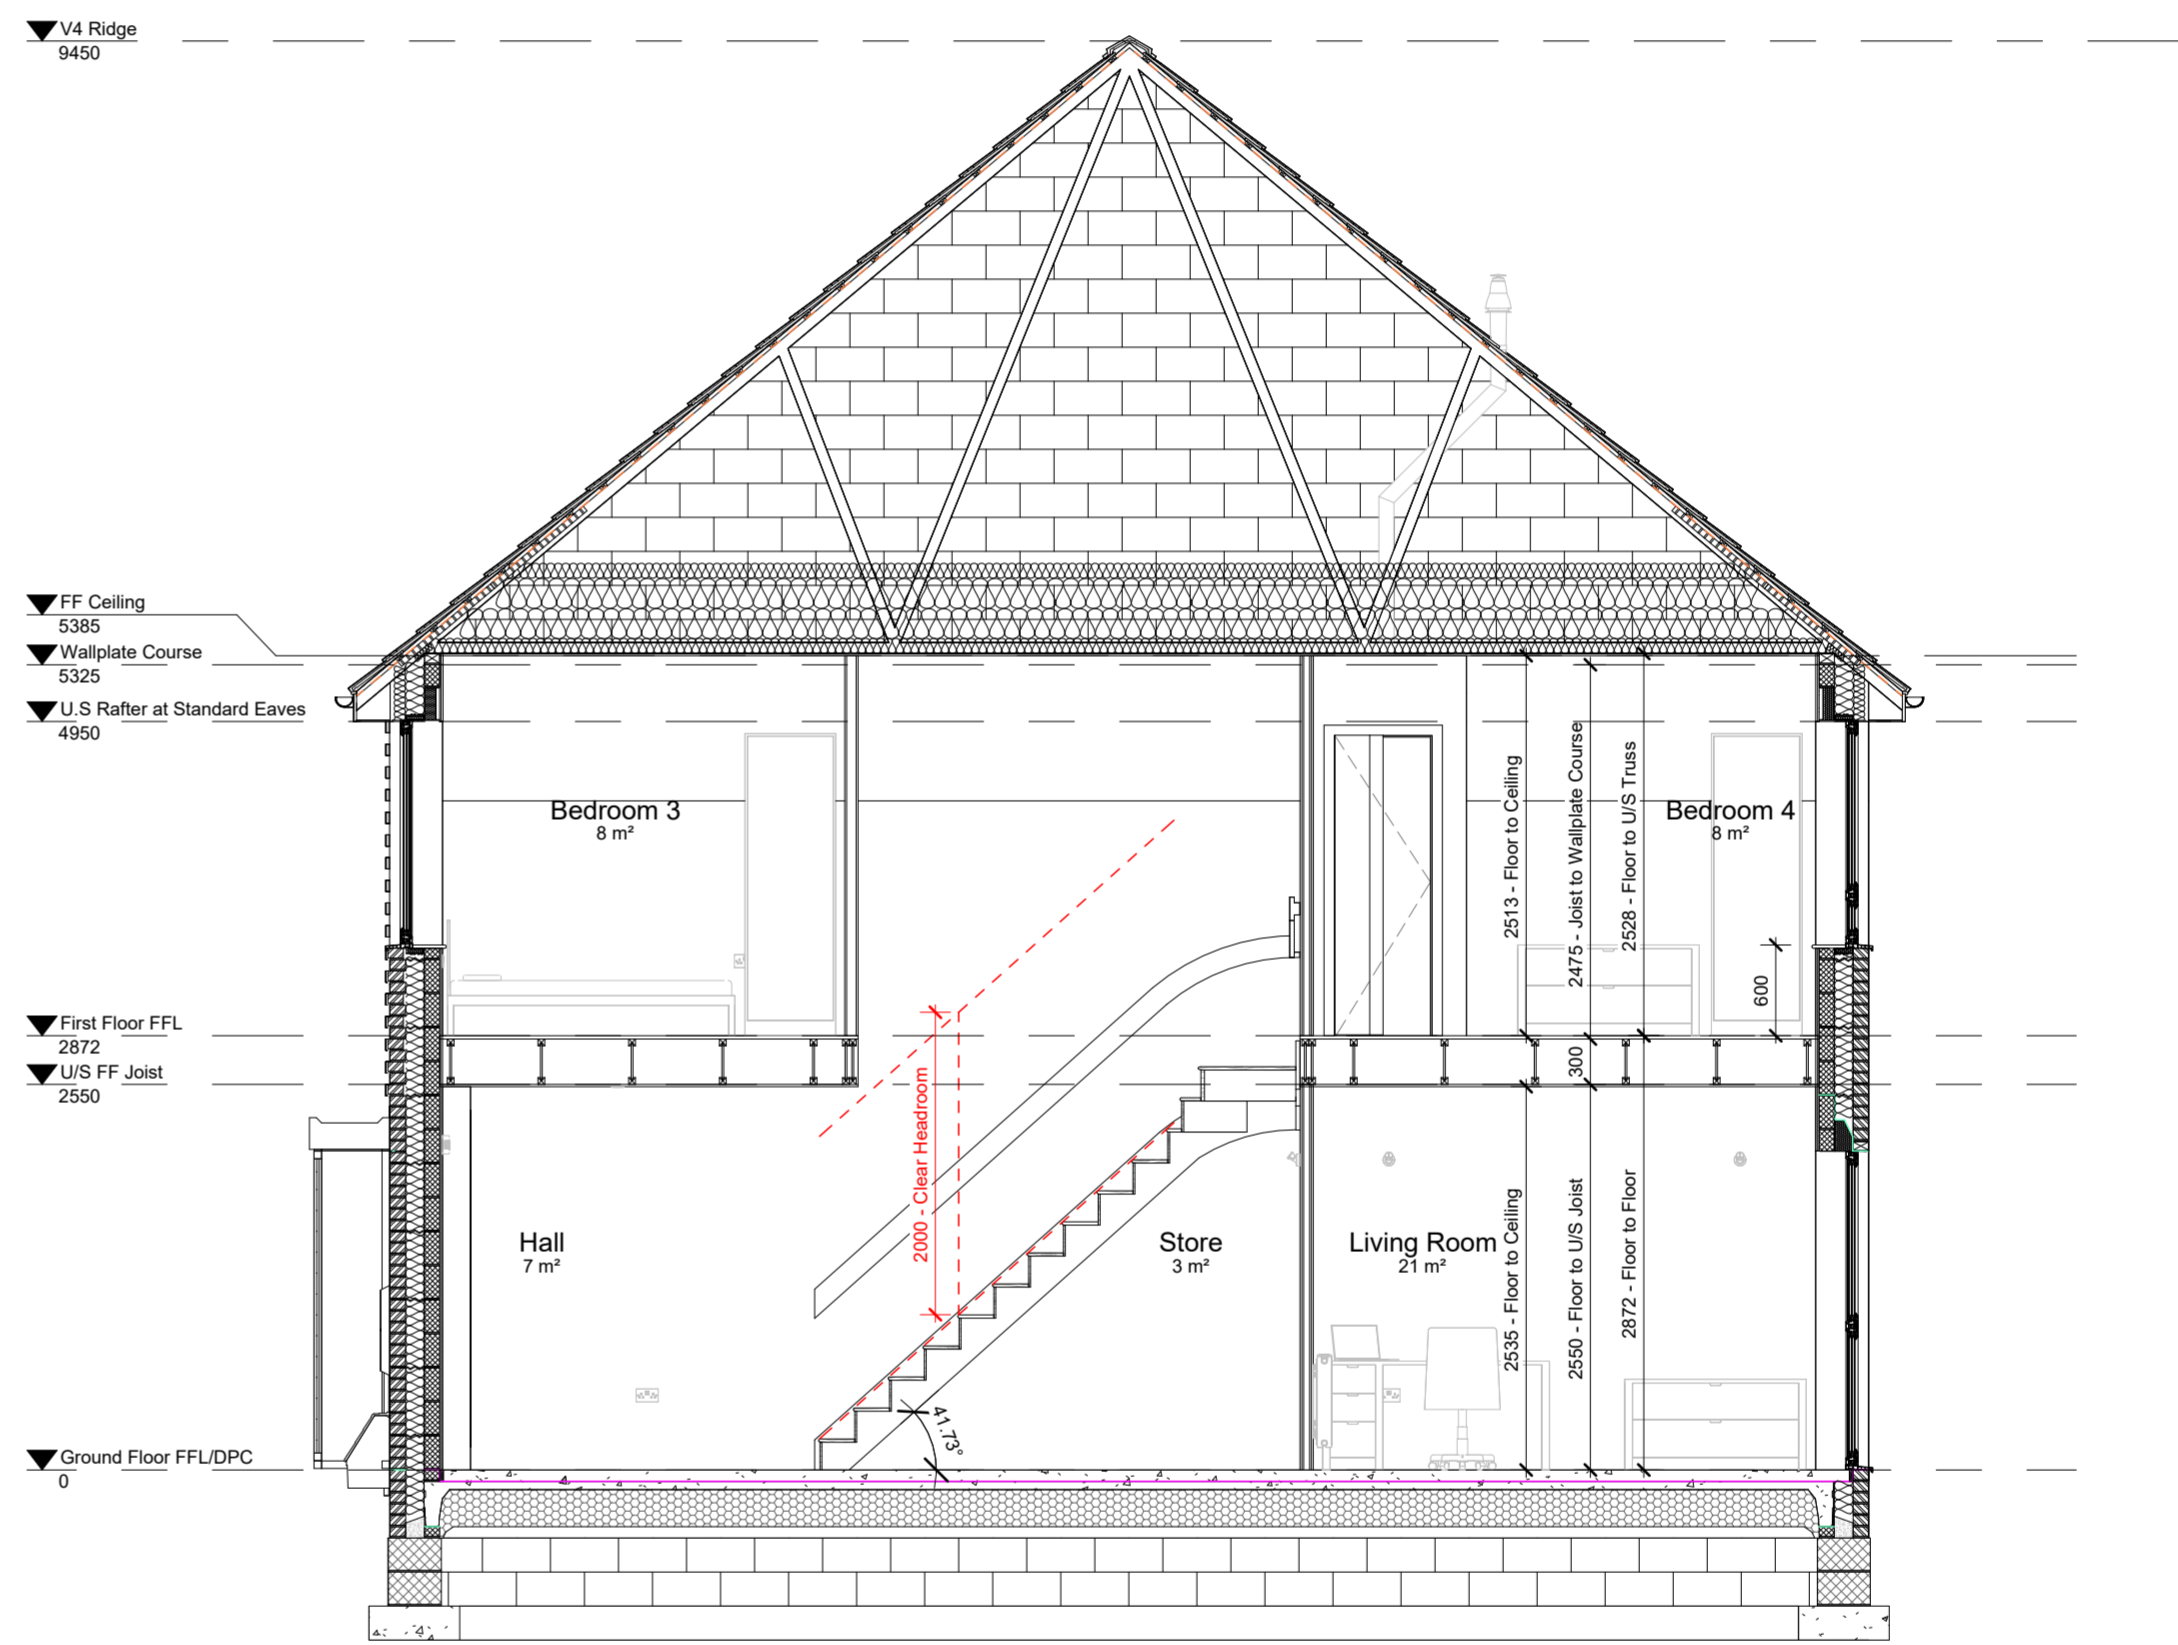 V4 Ridge
9450
FF Ceiling
5385
Wallplate Course
5325
U.S Rafter at Standard Eaves
4950
First Floor FFL
2872
U/S FF Joist
2550
Ground Floor FFL/DPC
0
Bedroom 3
8 m²
Bedroom 4
8 m²
2513 - Floor to Ceiling
2475 - Joist to Wallplate Course
2528 - Floor to U/S Truss
600
300
2000 - Clear Headroom
Hall
7 m²
Store
3 m²
Living Room
21 m²
2535 - Floor to Ceiling
2550 - Floor to U/S Joist
2872 - Floor to Floor
41.73°